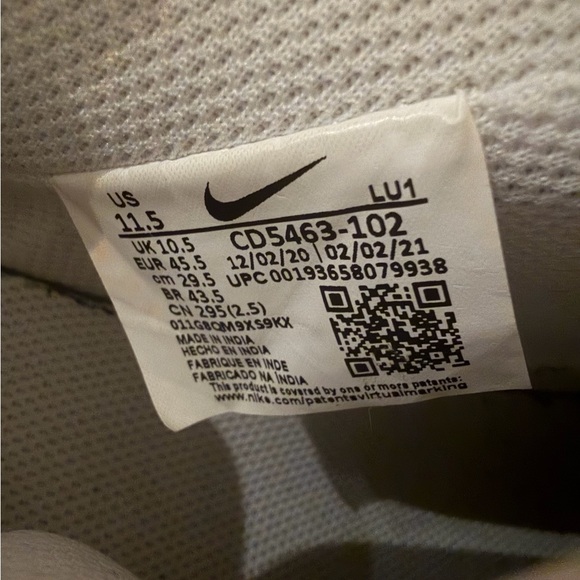 US LU1
11.5
UK 10.5 CD5463-102
EUR 45.5 12/02/20 | 02/02/21
cm 29.5 UPC 00193658079938
BR 43.5
CN 295(2.5)
011G8QM9XS9KX
MADE IN INDIA
HECHO EN INDIA
FABRIQUE EN INDE
FABRICADO NA INDIA
This product is covered by one or more patents:
www.nike.com/patentsvirtualmarking